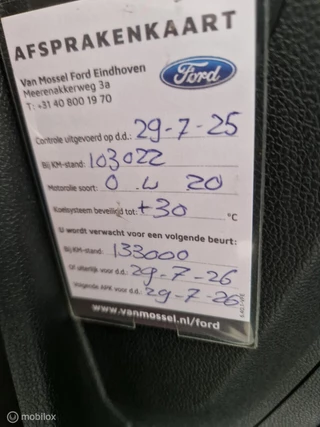 AFSPRAKENKAART
Van Mossel Ford Eindhoven
Meerenakkerweg 3a
T: +31 40 800 19 70
Ford
Controle uitgevoerd op d.d.: 29-7-25
Bij KM-stand: 103022
Motorolie soort: 0 W 20
Koelsysteem beveiligd tot: +30 °C
U wordt verwacht voor een volgende beurt:
Bij KM-stand: 133000
Of uiterlijk voor d.d.: 29-7-26
Volgende APK voor d.d.: 29-7-26
www.vanmossel.nl/ford
© mobilox